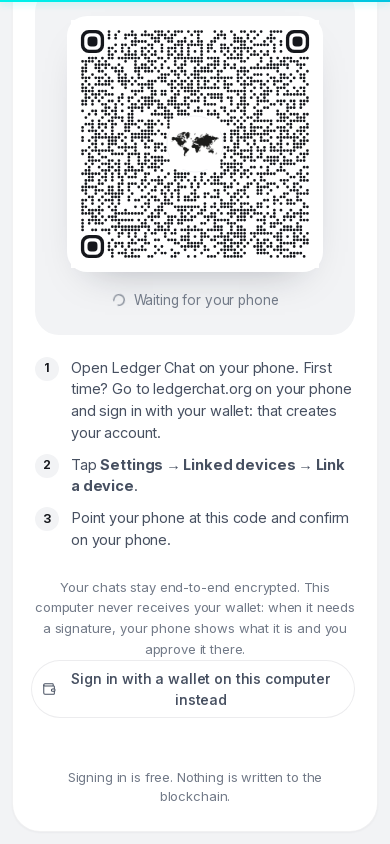 Waiting for your phone
1 Open Ledger Chat on your phone. First
time? Go to ledgerchat.org on your phone
and sign in with your wallet: that creates
your account.
2 Tap Settings → Linked devices → Link
a device.
3 Point your phone at this code and confirm
on your phone.
Your chats stay end-to-end encrypted. This
computer never receives your wallet: when it needs
a signature, your phone shows what it is and you
approve it there.
Sign in with a wallet on this computer
instead
Signing in is free. Nothing is written to the
blockchain.